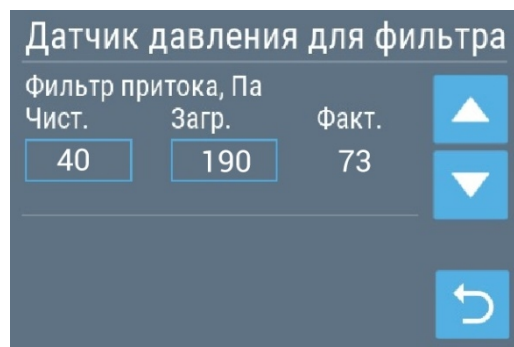 Датчик давления для фильтра
Фильтр притока, Па
Чист. Загр. Факт.
40 190 73